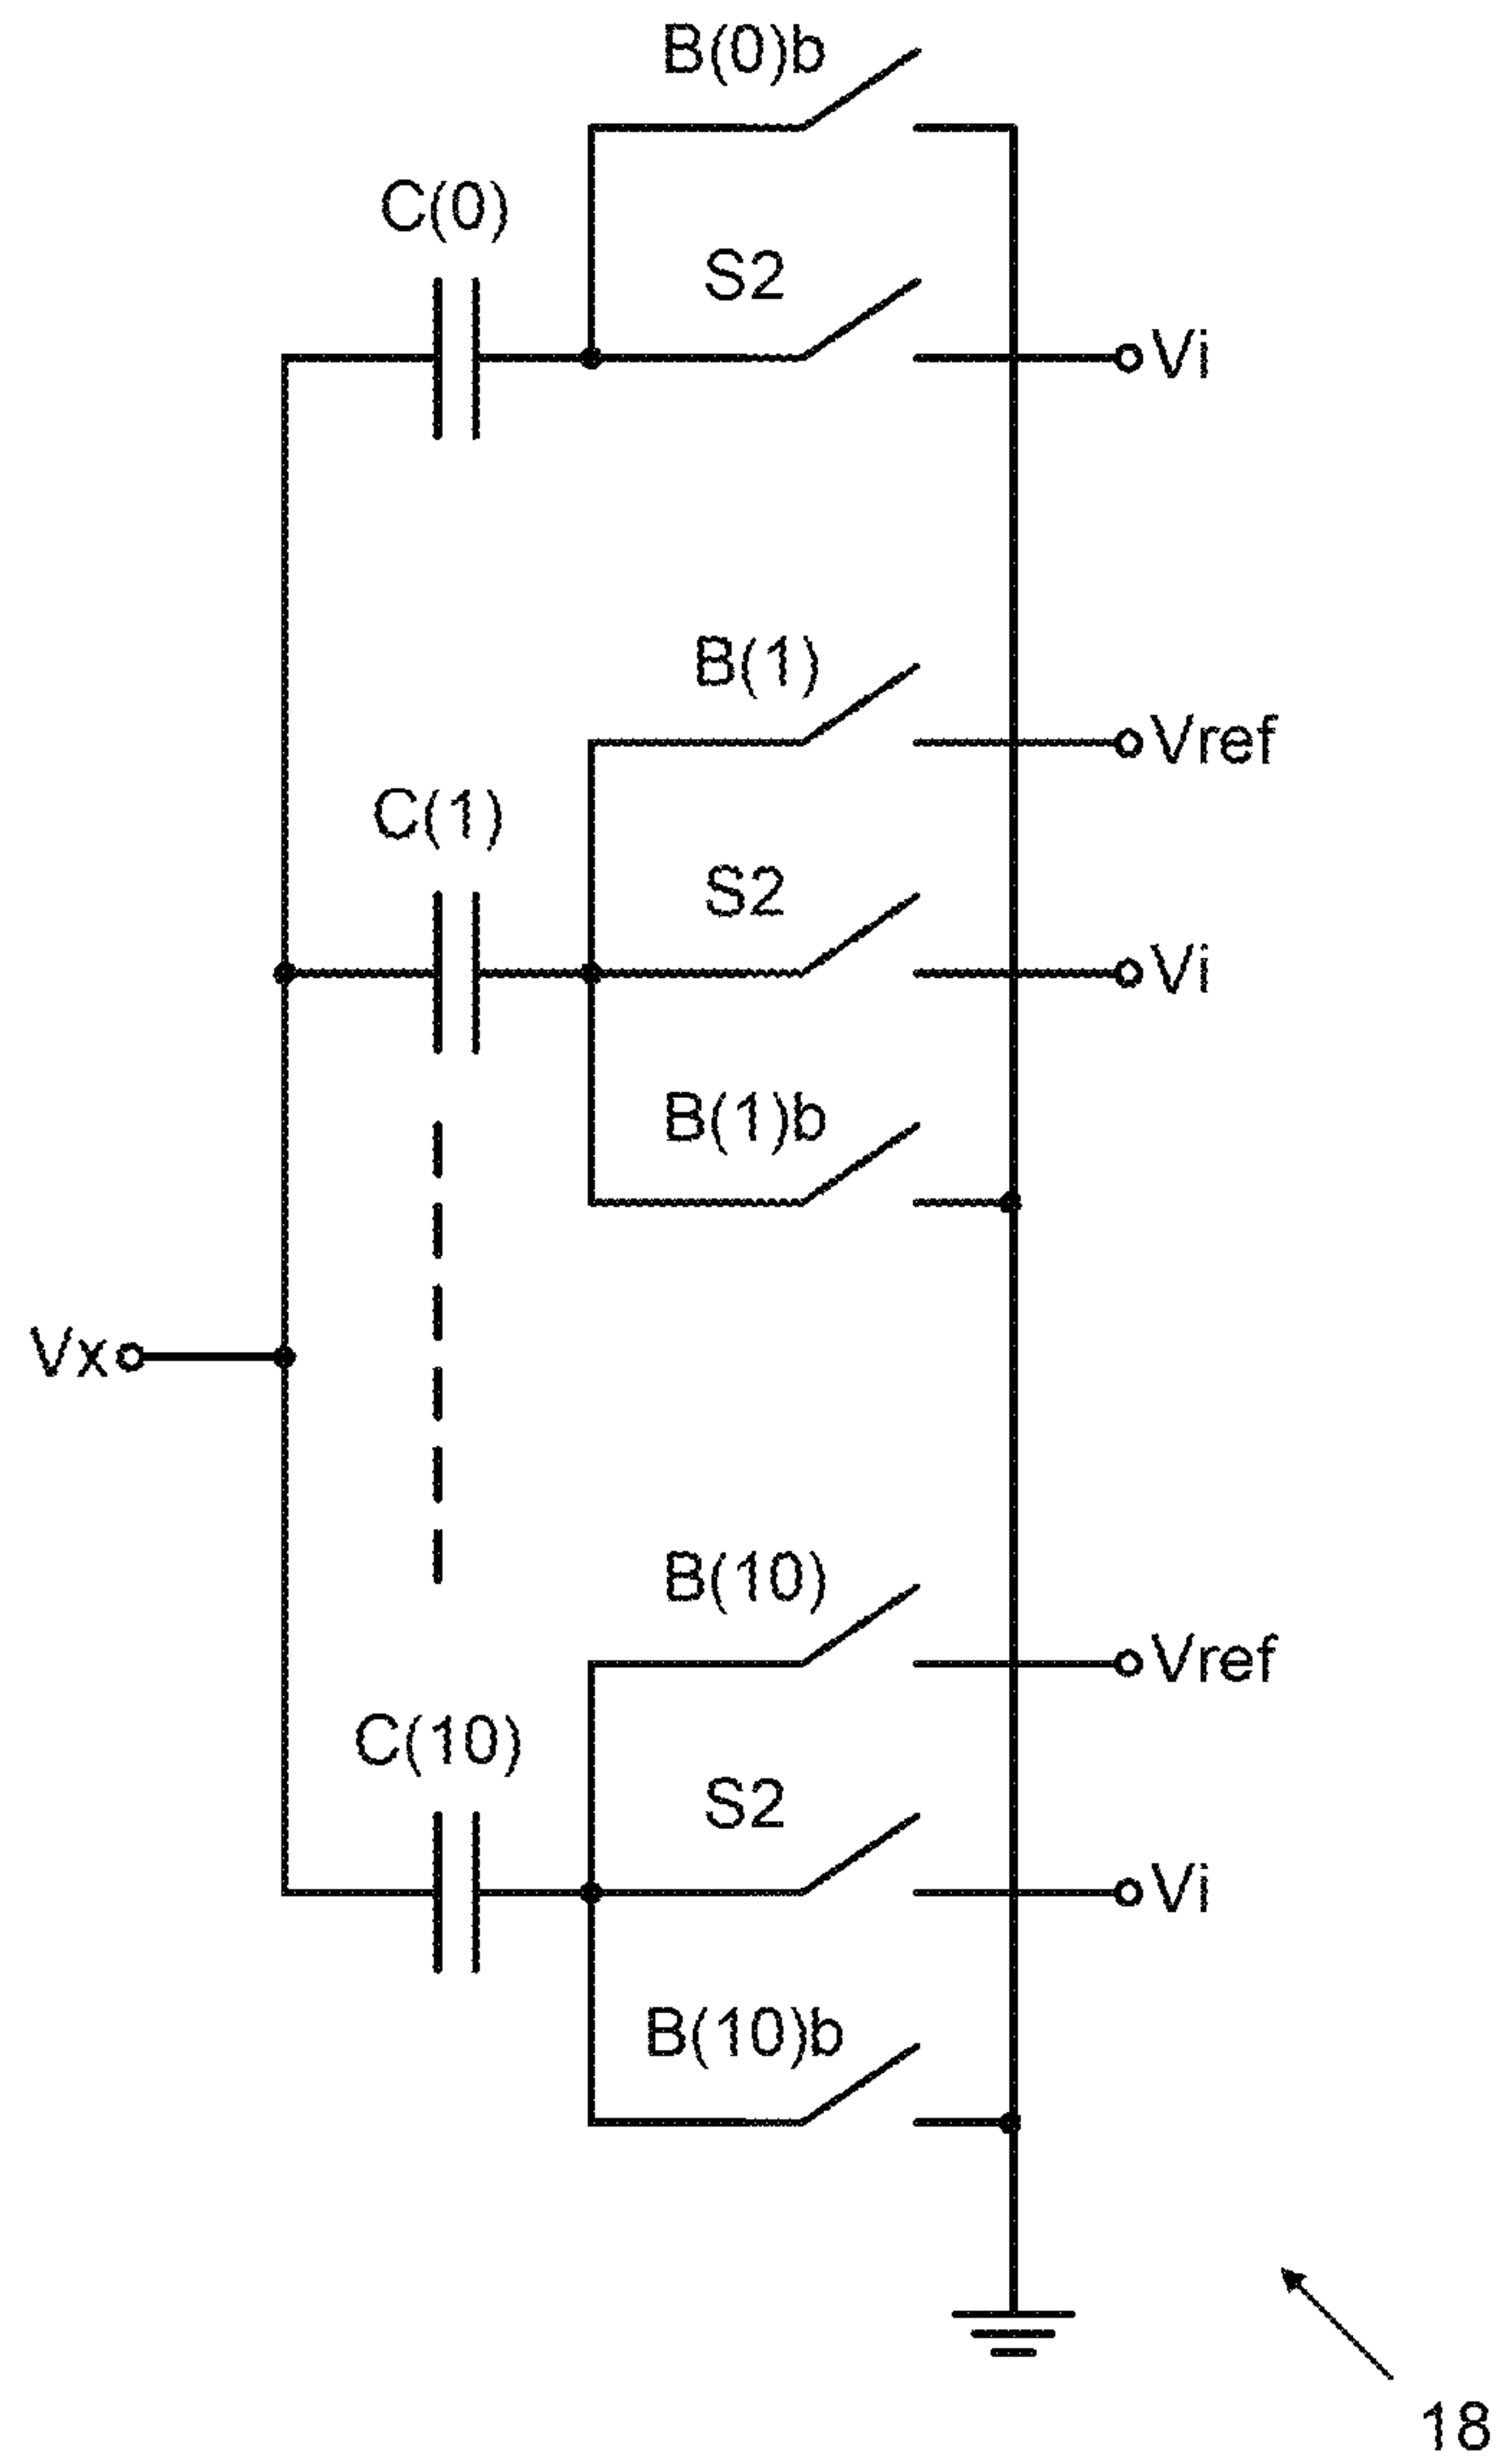 B(0)b
C(0)
S2
Vi
B(1)
Vref
C(1)
S2
Vi
B(1)b
Vx
B(10)
Vref
C(10)
S2
Vi
B(10)b
18